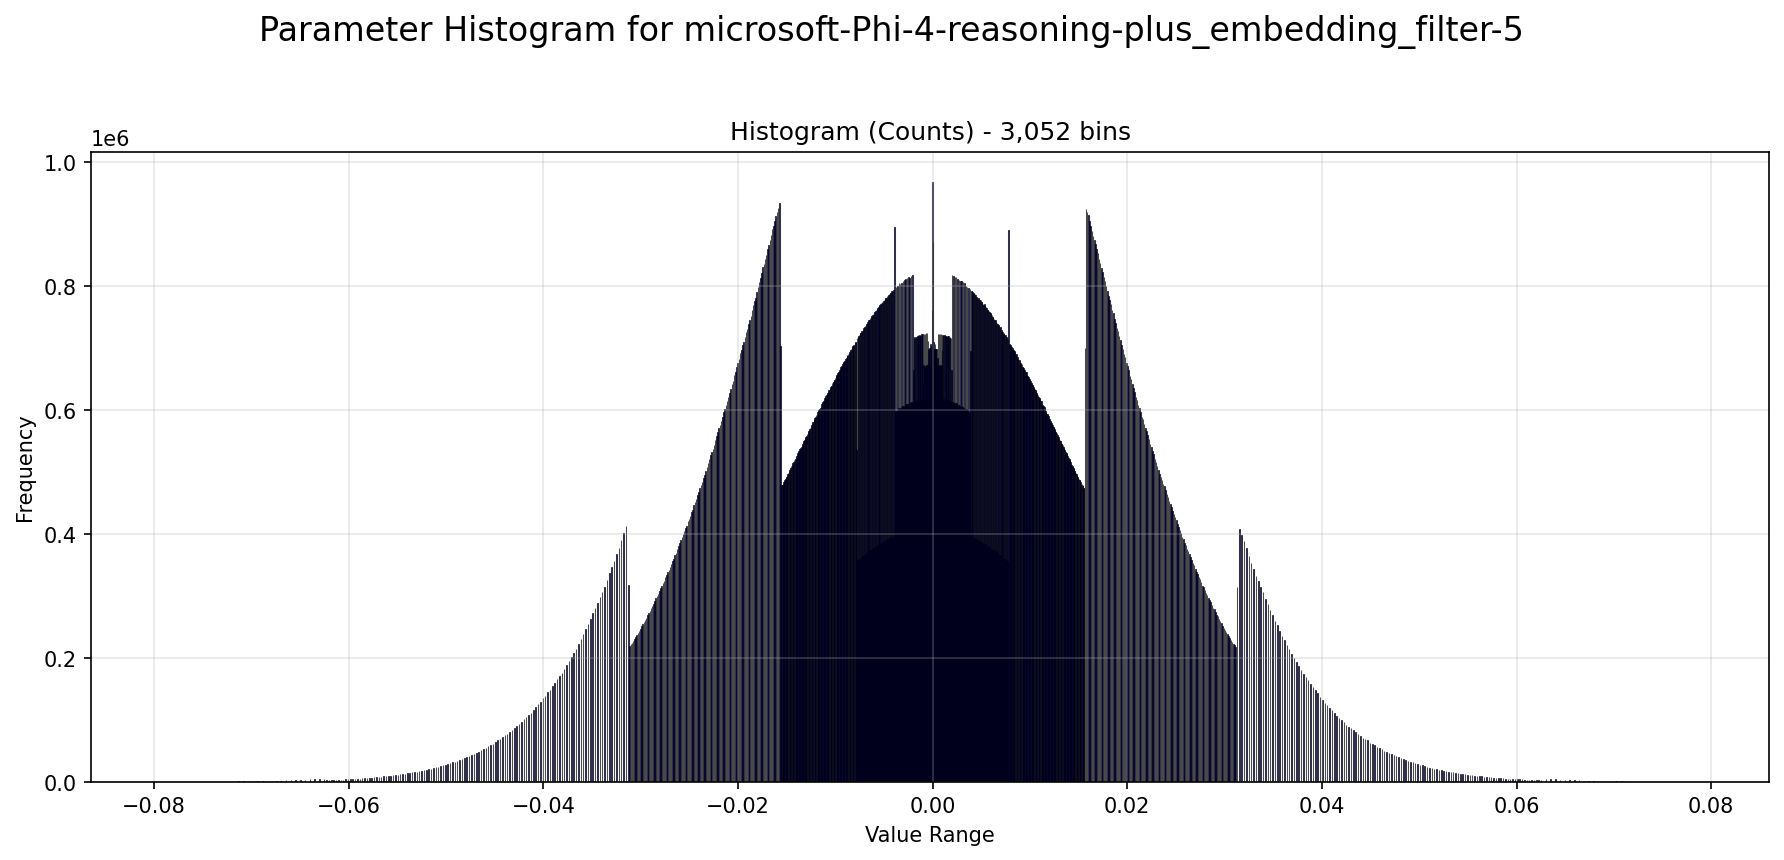 Parameter Histogram for microsoft-Phi-4-reasoning-plus_embedding_filter-5
Histogram (Counts) - 3,052 bins
1e6
1.0
0.8
0.6
0.4
0.2
0.0
Frequency
−0.08 −0.06 −0.04 −0.02 0.00 0.02 0.04 0.06 0.08
Value Range